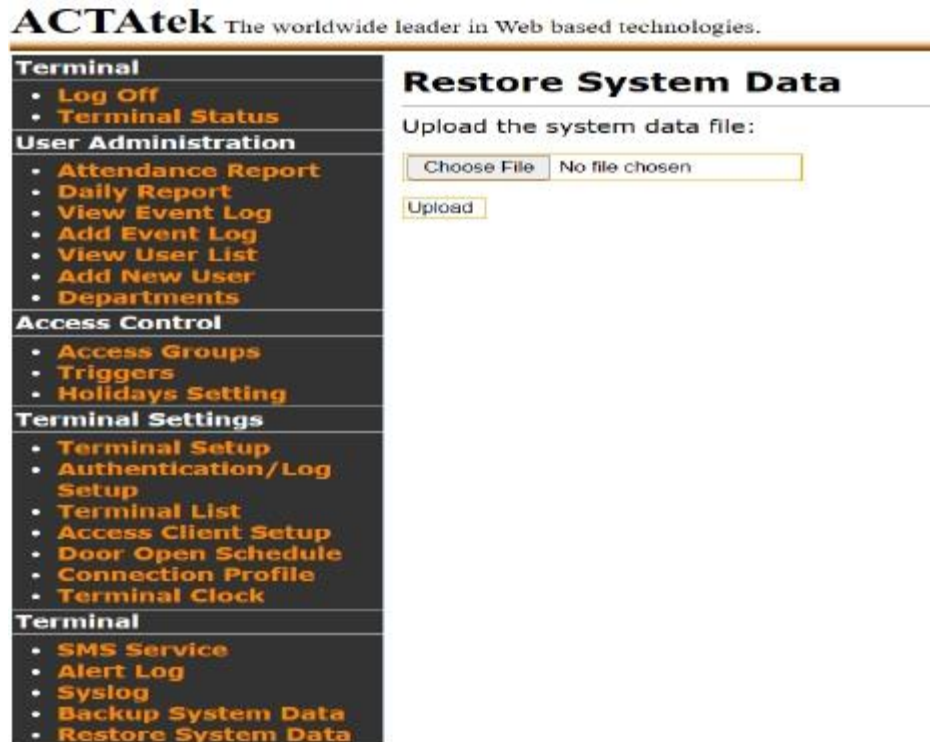 ACTAtek The worldwide leader in Web based technologies.
Terminal
Log Off
Terminal Status
User Administration
Attendance Report
Daily Report
View Event Log
Add Event Log
View User List
Add New User
Departments
Access Control
Access Groups
Triggers
Holidays Setting
Terminal Settings
Terminal Setup
Authentication/Log
Setup
Terminal List
Access Client Setup
Door Open Schedule
Connection Profile
Terminal Clock
Terminal
SMS Service
Alert Log
Syslog
Backup System Data
Restore System Data
Restore System Data
Upload the system data file:
Choose File No file chosen
Upload